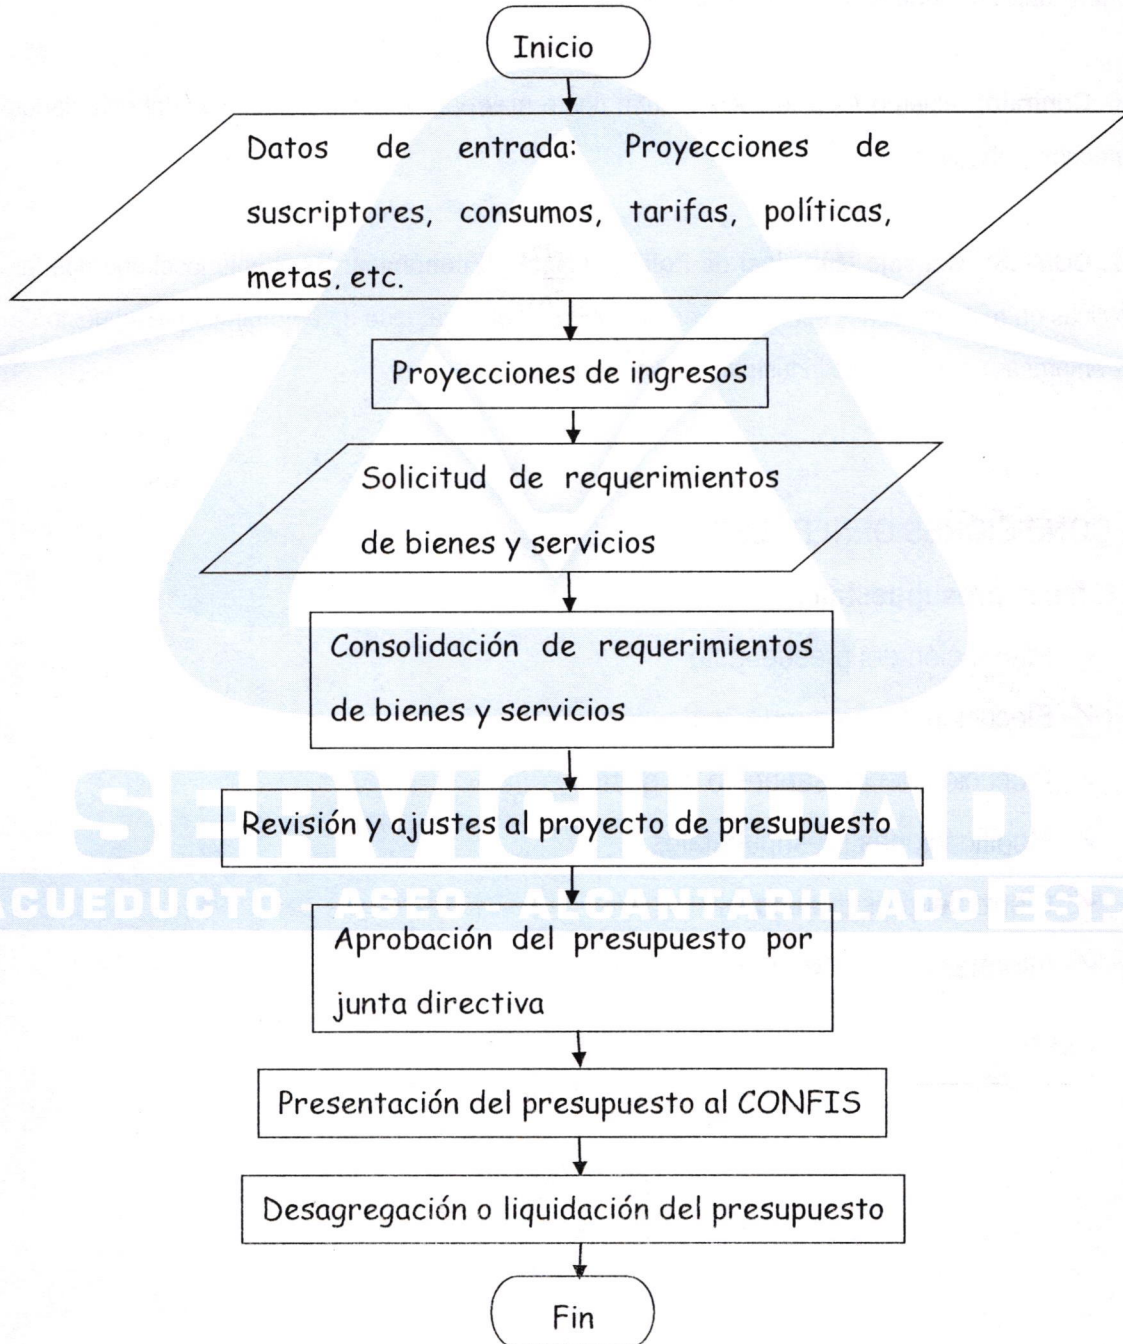 Inicio
Datos de entrada: Proyecciones de
suscriptores, consumos, tarifas, políticas,
metas, etc.
Proyecciones de ingresos
Solicitud de requerimientos
de bienes y servicios
Consolidación de requerimientos
de bienes y servicios
SERVICIUDAD
Revisión y ajustes al proyecto de presupuesto
ACUEDUCTO - ASEO - ALCANTARILLADO ESP
Aprobación del presupuesto por
junta directiva
Presentación del presupuesto al CONFIS
Desagregación o liquidación del presupuesto
Fin